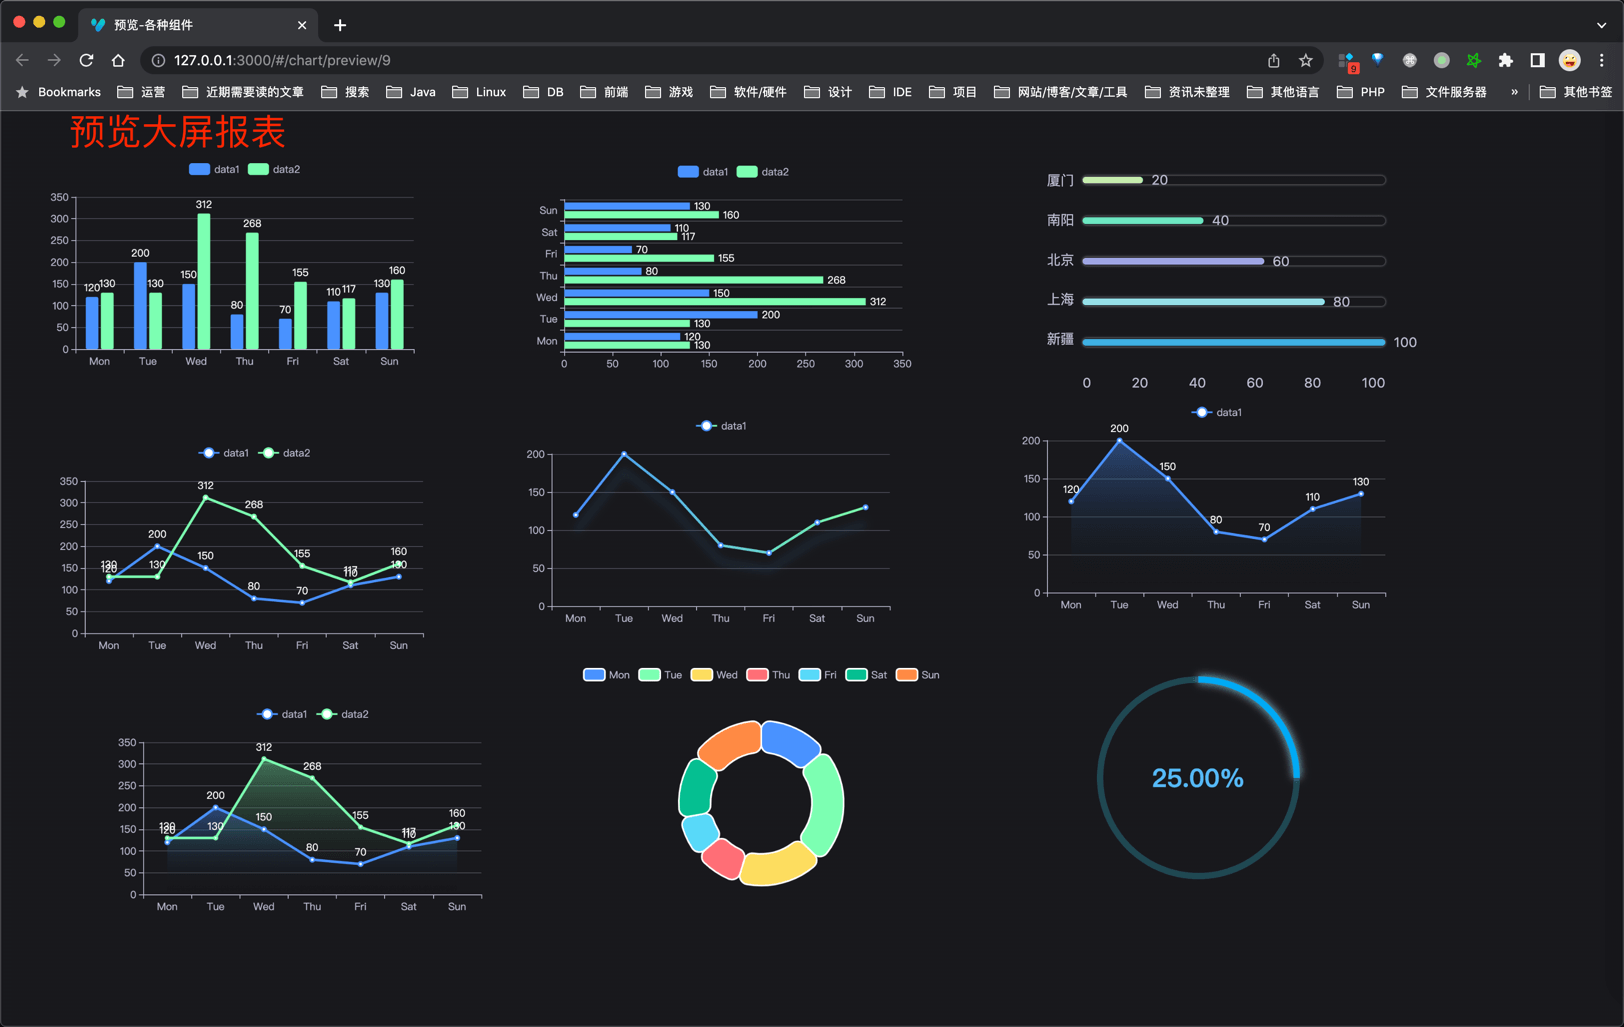 预览-各种组件
127.0.0.1:3000/#/chart/preview/9
9
Bookmarks 运营 近期需要读的文章 搜索 Java Linux DB 前端 游戏 软件/硬件 设计 IDE 项目 网站/博客/文章/工具 资讯未整理 其他语言 PHP 文件服务器 » 其他书签
预览大屏报表
data1 data2
350
300
250
200
150
100
50
0
120 130 200 130 150 312 80 268 70 155 110 117 130 160
Mon Tue Wed Thu Fri Sat Sun
data1 data2
Sun 130 160
Sat 110 117
Fri 70 155
Thu 80 268
Wed 150 312
Tue 200 130
Mon 120 130
0 50 100 150 200 250 300 350
厦门 20
南阳 40
北京 60
上海 80
新疆 100
0 20 40 60 80 100
data1 data2
350
300
250
200
150
100
50
0
120 200 150 80 70 110 130
130 130 312 268 155 117 160
Mon Tue Wed Thu Fri Sat Sun
data1
200
150
100
50
0
Mon Tue Wed Thu Fri Sat Sun
data1
200
150
100
50
0
120 200 150 80 70 110 130
Mon Tue Wed Thu Fri Sat Sun
data1 data2
350
300
250
200
150
100
50
0
120 200 150 80 70 110 130
130 130 312 268 155 117 160
Mon Tue Wed Thu Fri Sat Sun
Mon Tue Wed Thu Fri Sat Sun
25.00%